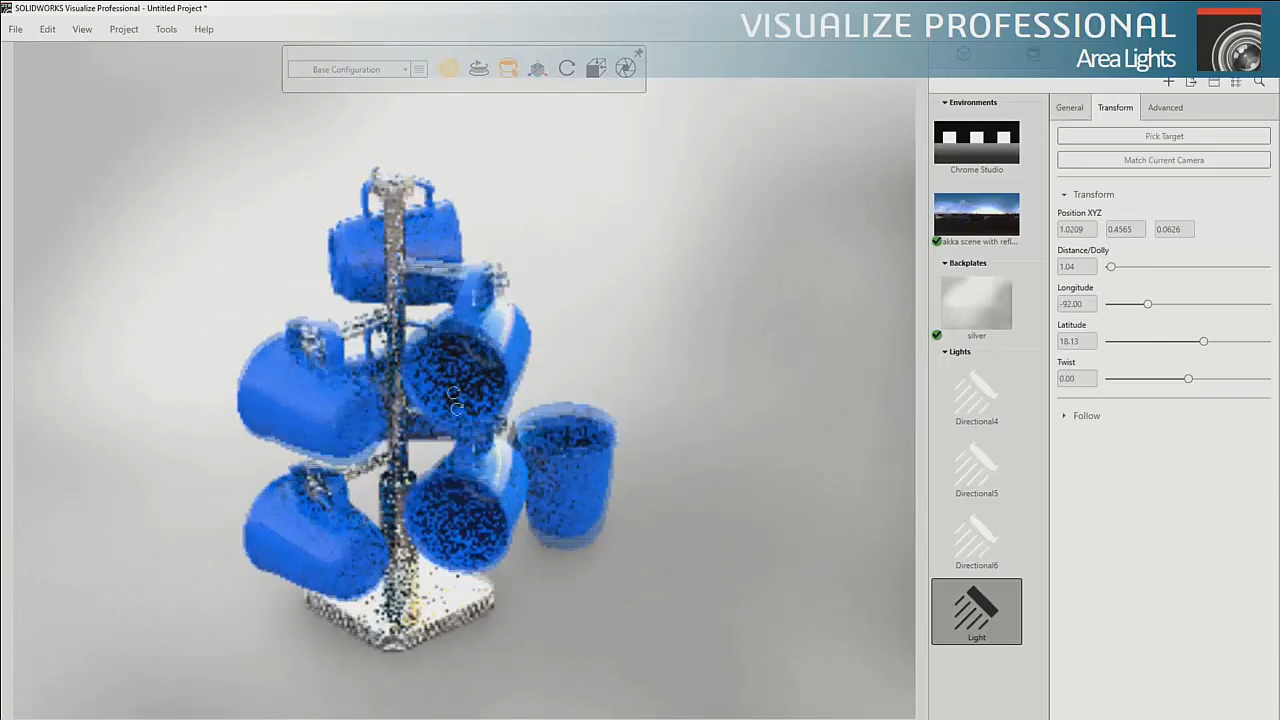 SOLIDWORKS Visualize Professional - Untitled Project *
File Edit View Project Tools Help
VISUALIZE PROFESSIONAL
Area Lights
Base Configuration
Environments
Chrome Studio
akka scene with refl...
Backplates
silver
Lights
Directional4
Directional5
Directional6
Light
General Transform Advanced
Pick Target
Match Current Camera
Transform
Position XYZ
1.0209 0.4565 0.0626
Distance/Dolly
1.04
Longitude
-92.00
Latitude
18.13
Twist
0.00
Follow